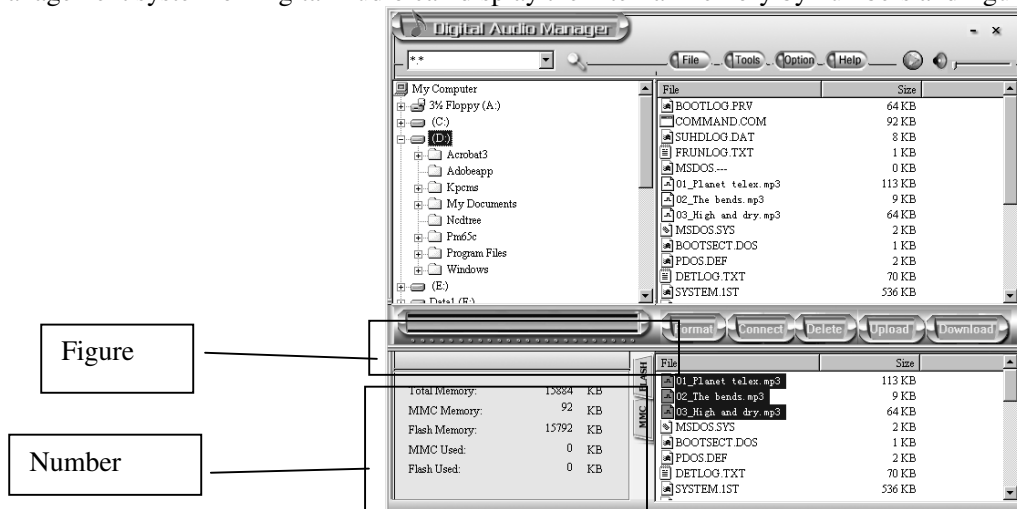 Digital Audio Manager
*.*
File Tools Option Help
My Computer
3½ Floppy (A:)
(C:)
(D:)
Acrobat3
Adobeapp
Kpcms
My Documents
Ncdtree
Pm65c
Program Files
Windows
(E:)
Data1 (F:)
File Size
BOOTLOG.PRV 64 KB
COMMAND.COM 92 KB
SUHDLOG.DAT 8 KB
FRUNLOG.TXT 1 KB
MSDOS.--- 0 KB
01_Planet telex.mp3 113 KB
02_The bends.mp3 9 KB
03_High and dry.mp3 64 KB
MSDOS.SYS 2 KB
BOOTSECT.DOS 1 KB
PDOS.DEF 2 KB
DETLOG.TXT 70 KB
SYSTEM.1ST 536 KB
Format Connect Delete Upload Download
Figure
Number
Total Memory: 15884 KB
MMC Memory: 92 KB
Flash Memory: 15792 KB
MMC Used: 0 KB
Flash Used: 0 KB
FLASH
MMC
File Size
01_Planet telex.mp3 113 KB
02_The bends.mp3 9 KB
03_High and dry.mp3 64 KB
MSDOS.SYS 2 KB
BOOTSECT.DOS 1 KB
PDOS.DEF 2 KB
DETLOG.TXT 70 KB
SYSTEM.1ST 536 KB